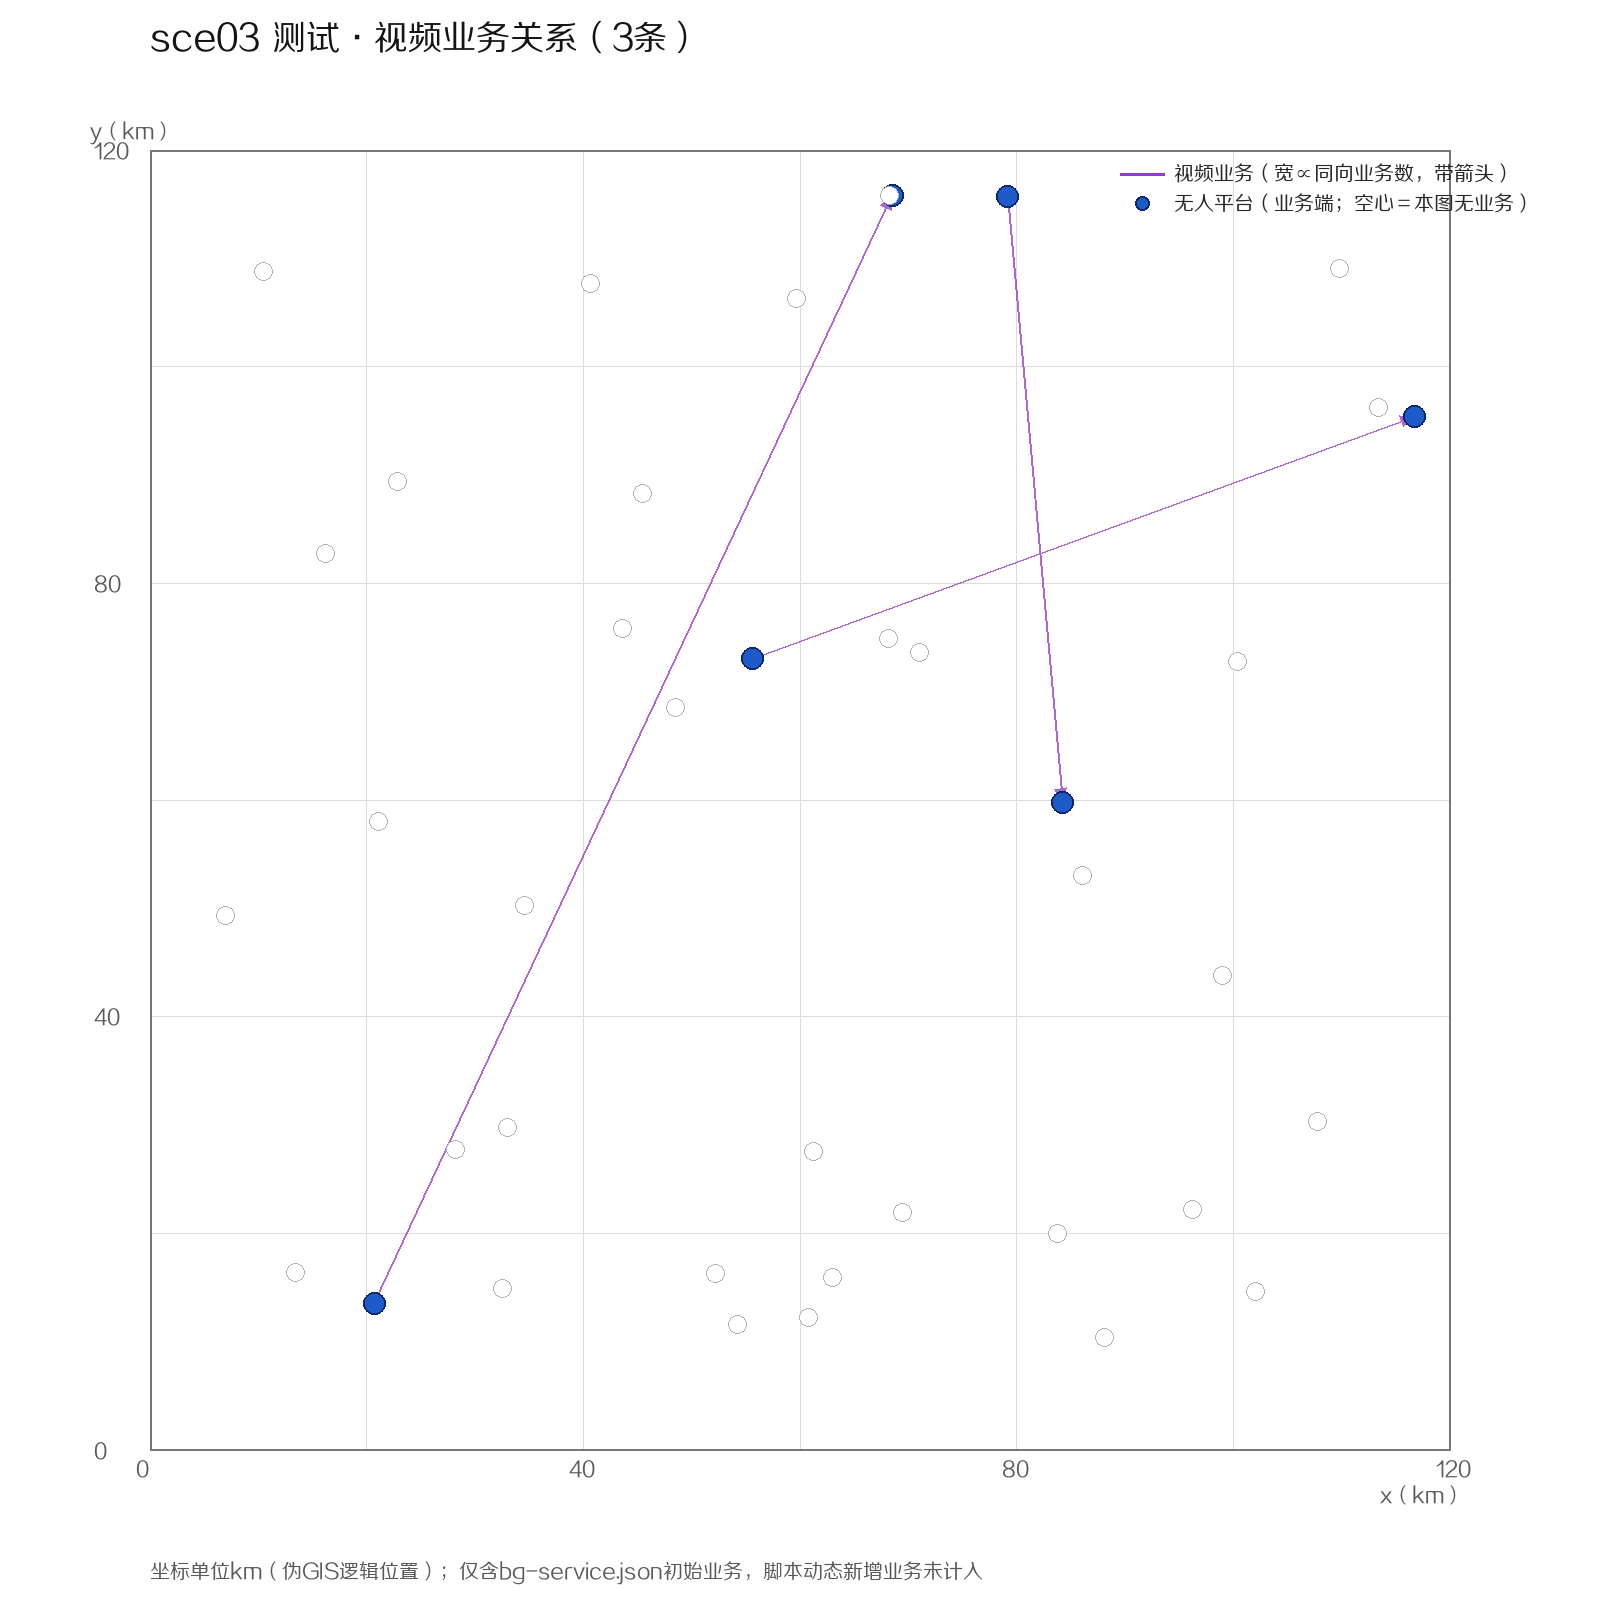 sce03 测试·视频业务关系（3条）
y（km）
120
视频业务（宽∝同向业务数，带箭头）
无人平台（业务端；空心＝本图无业务）
80
40
0
0 40 80 120
x（km）
坐标单位km（伪GIS逻辑位置）；仅含bg-service.json初始业务，脚本动态新增业务未计入